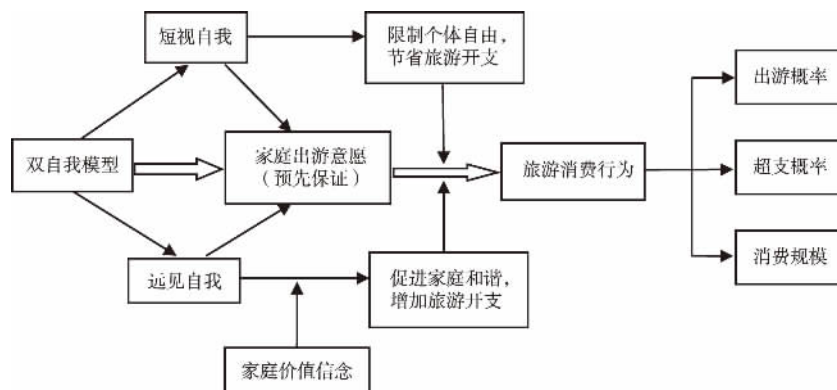 短视自我
限制个体自由，
节省旅游开支
出游概率
双自我模型
家庭出游意愿
（预先保证）
旅游消费行为
超支概率
远见自我
促进家庭和谐，
增加旅游开支
消费规模
家庭价值信念